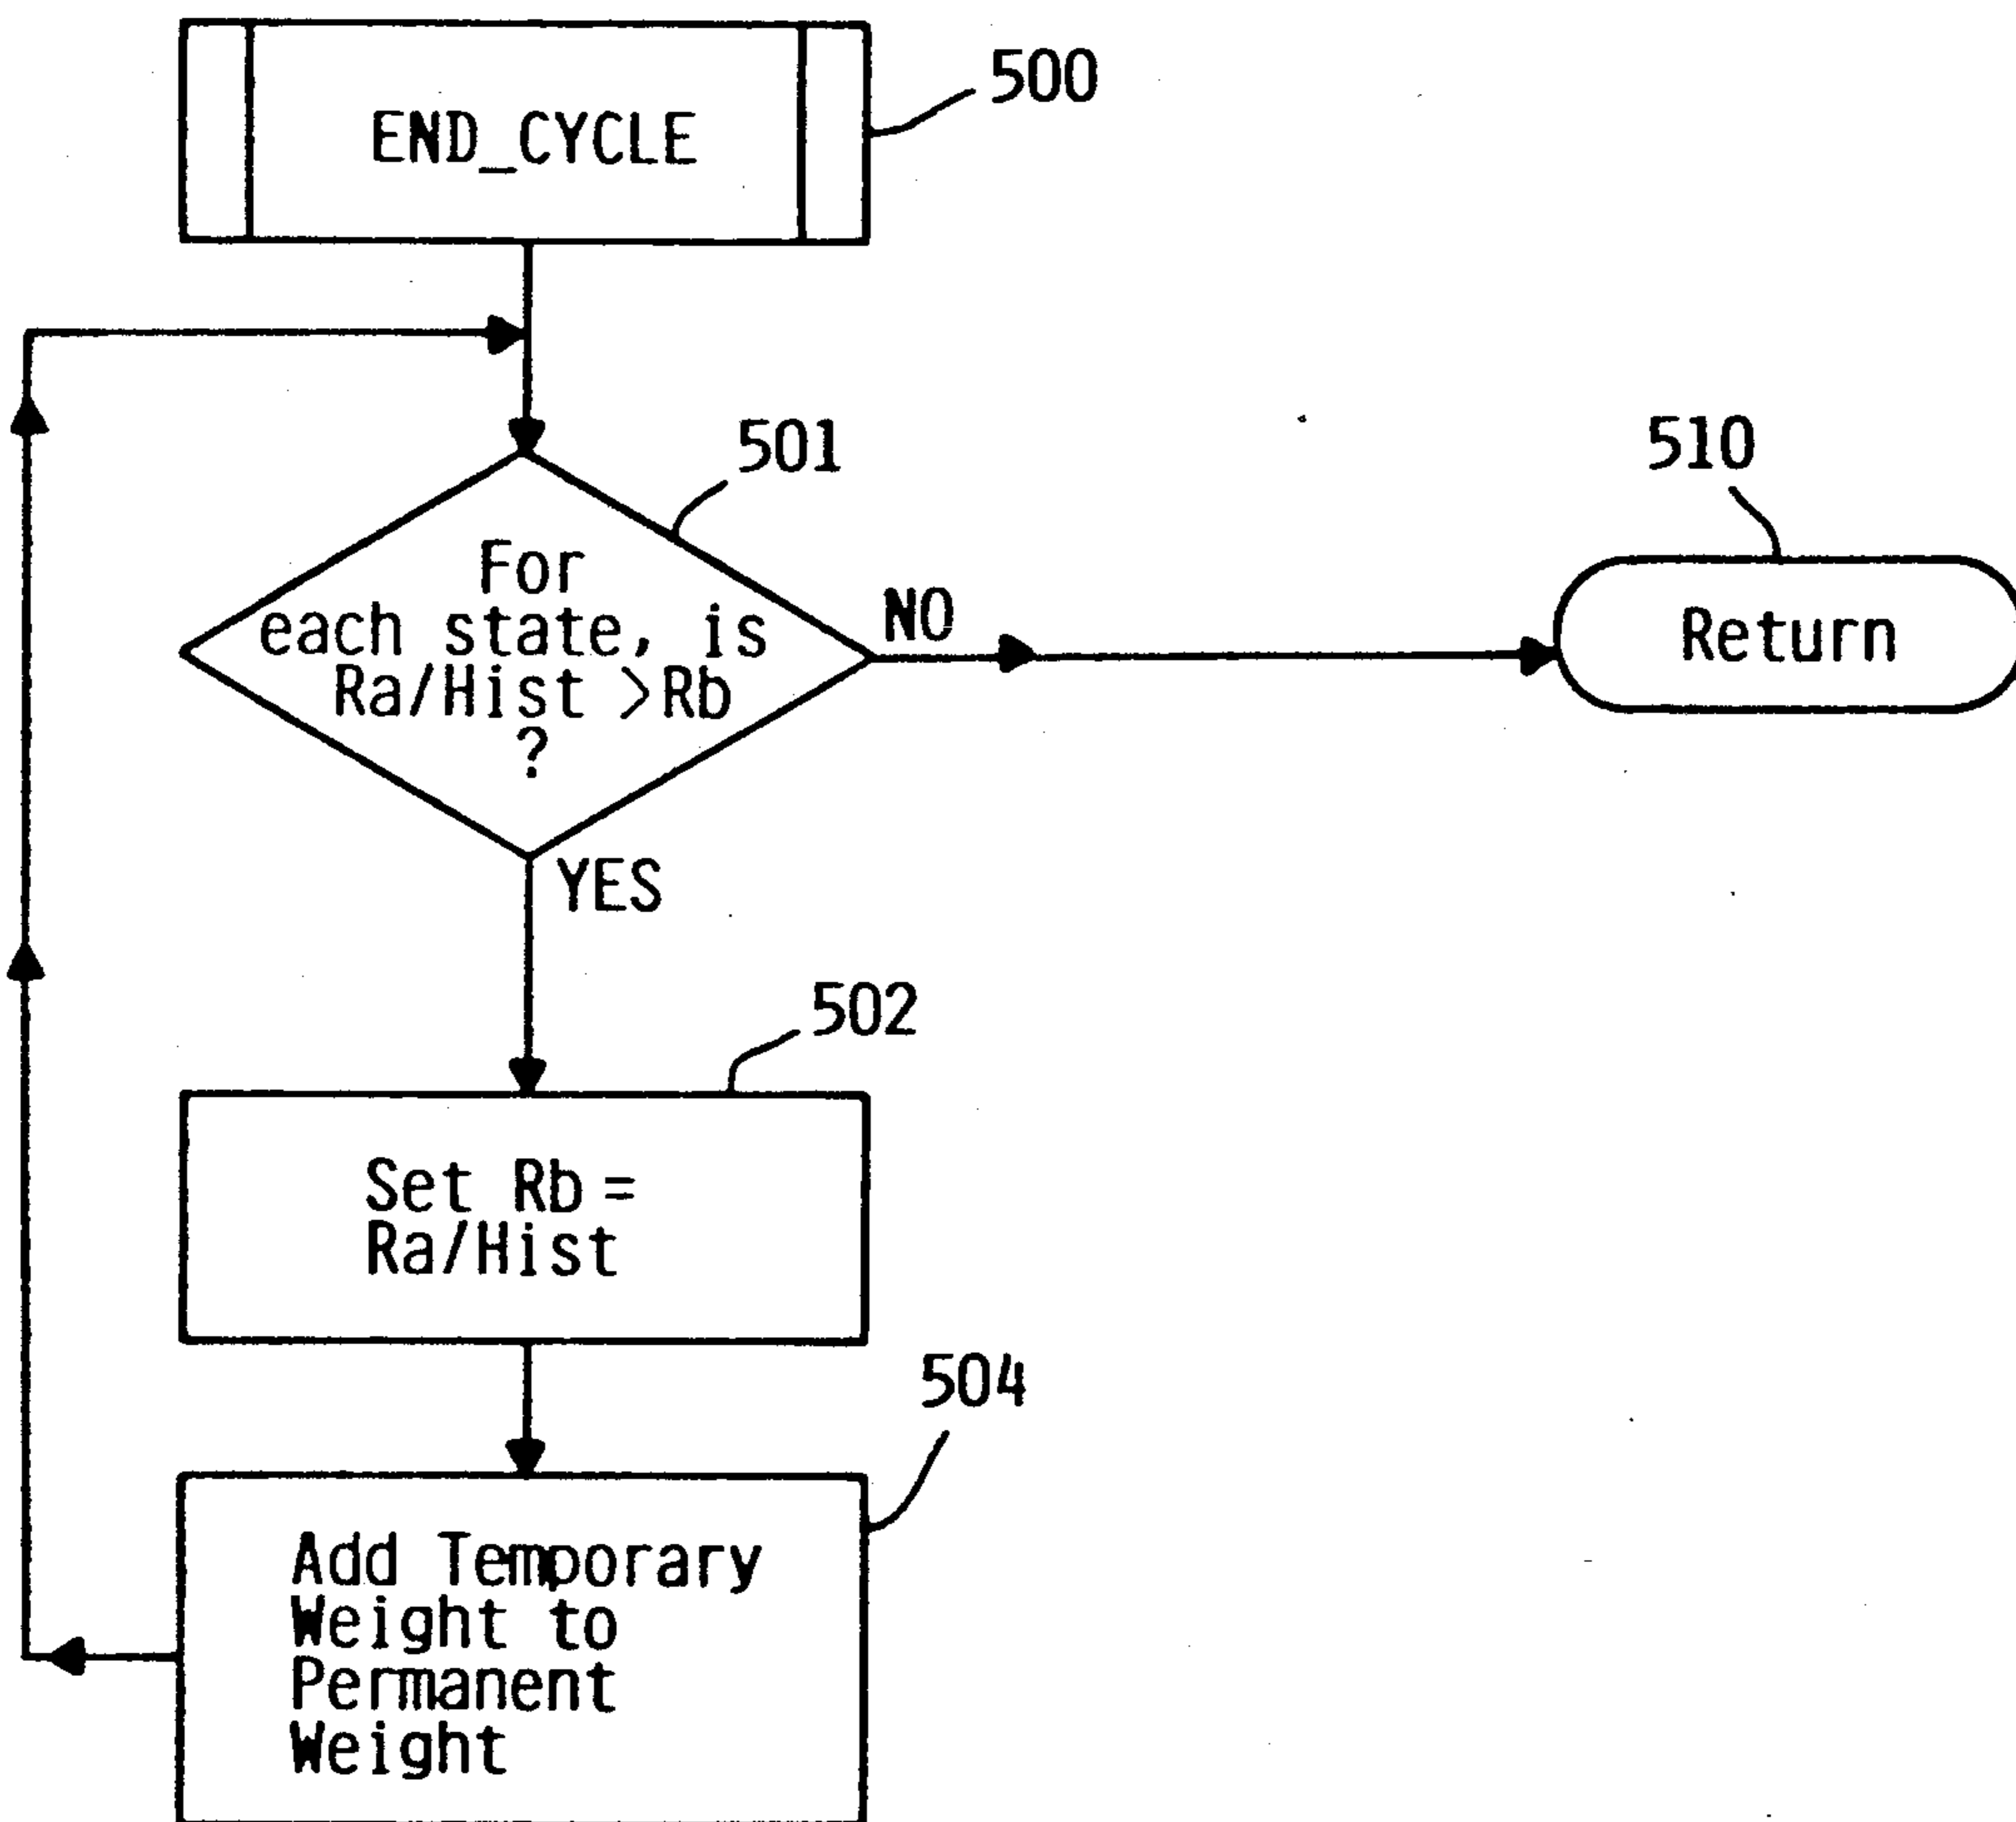 END_CYCLE
500
501
For
each state, is
Ra/Hist >Rb
?
NO
510
Return
YES
502
Set Rb =
Ra/Hist
504
Add Temporary
Weight to
Permanent
Weight